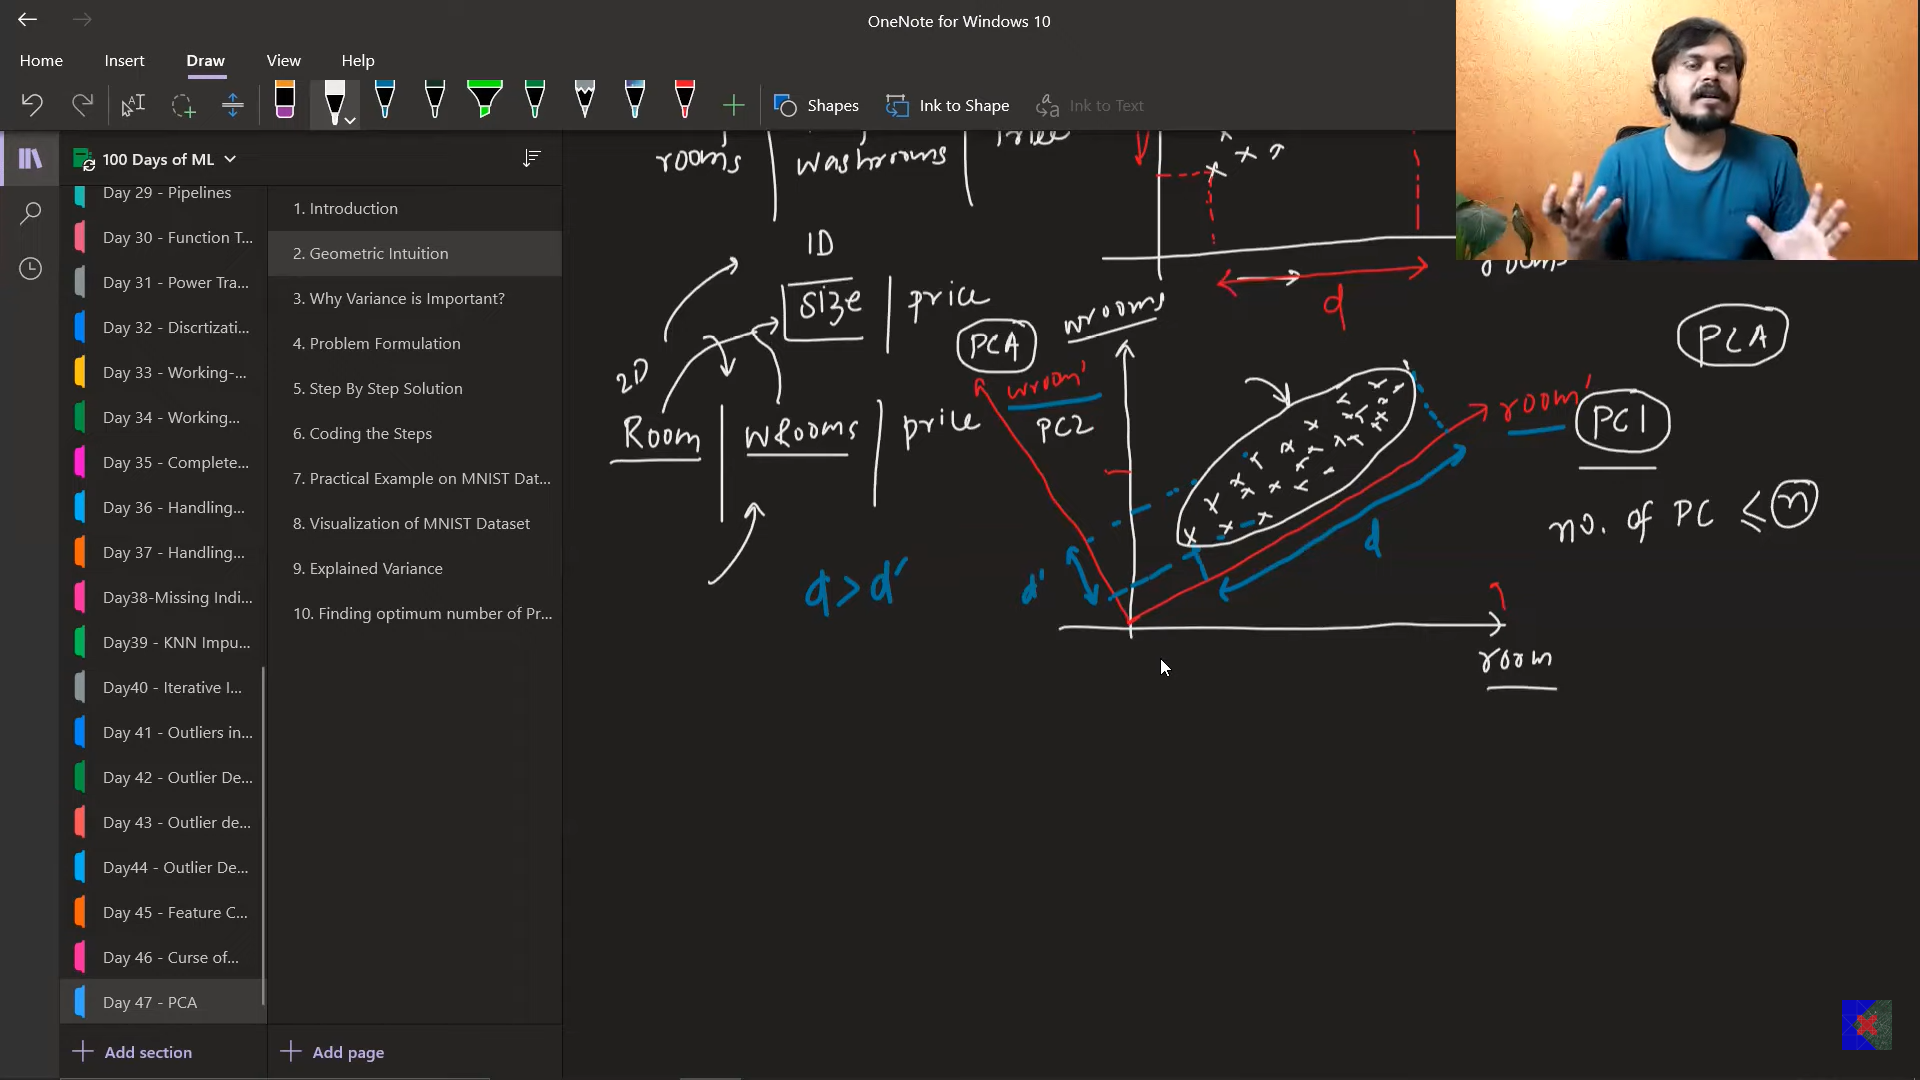 OneNote for Windows 10
Home Insert Draw View Help
Shapes Ink to Shape Ink to Text
100 Days of ML
Day 29 - Pipelines
Day 30 - Function T...
Day 31 - Power Tra...
Day 32 - Discrtizati...
Day 33 - Working-...
Day 34 - Working...
Day 35 - Complete...
Day 36 - Handling...
Day 37 - Handling...
Day38-Missing Indi...
Day39 - KNN Impu...
Day40 - Iterative I...
Day 41 - Outliers in...
Day 42 - Outlier De...
Day 43 - Outlier de...
Day44 - Outlier De...
Day 45 - Feature C...
Day 46 - Curse of...
Day 47 - PCA
Add section
1. Introduction
2. Geometric Intuition
3. Why Variance is Important?
4. Problem Formulation
5. Step By Step Solution
6. Coding the Steps
7. Practical Example on MNIST Dat...
8. Visualization of MNIST Dataset
9. Explained Variance
10. Finding optimum number of Pr...
Add page
rooms washrooms price
1D
size price
2D
Room WRooms price
d > d'
d
rooms
PCA
wrooms
wroom'
PC2
room'
PC1
d
d'
room
PCA
no. of PC ≤ n